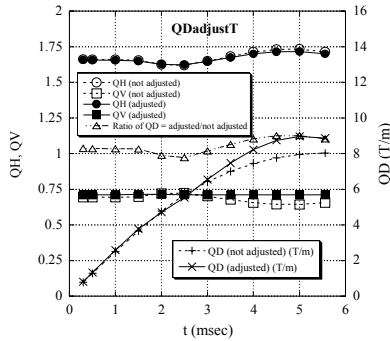 QDadjustT
2
1.75
1.5
1.25
1
0.75
0.5
0.25
0
QH, QV
16
14
12
10
8
6
4
2
0
QD (T/m)
QH (not adjusted)
QV (not adjusted)
QH (adjusted)
QV (adjusted)
Ratio of QD = adjusted/not adjusted
QD (not adjusted) (T/m)
QD (adjusted) (T/m)
0 1 2 3 4 5 6
t (msec)